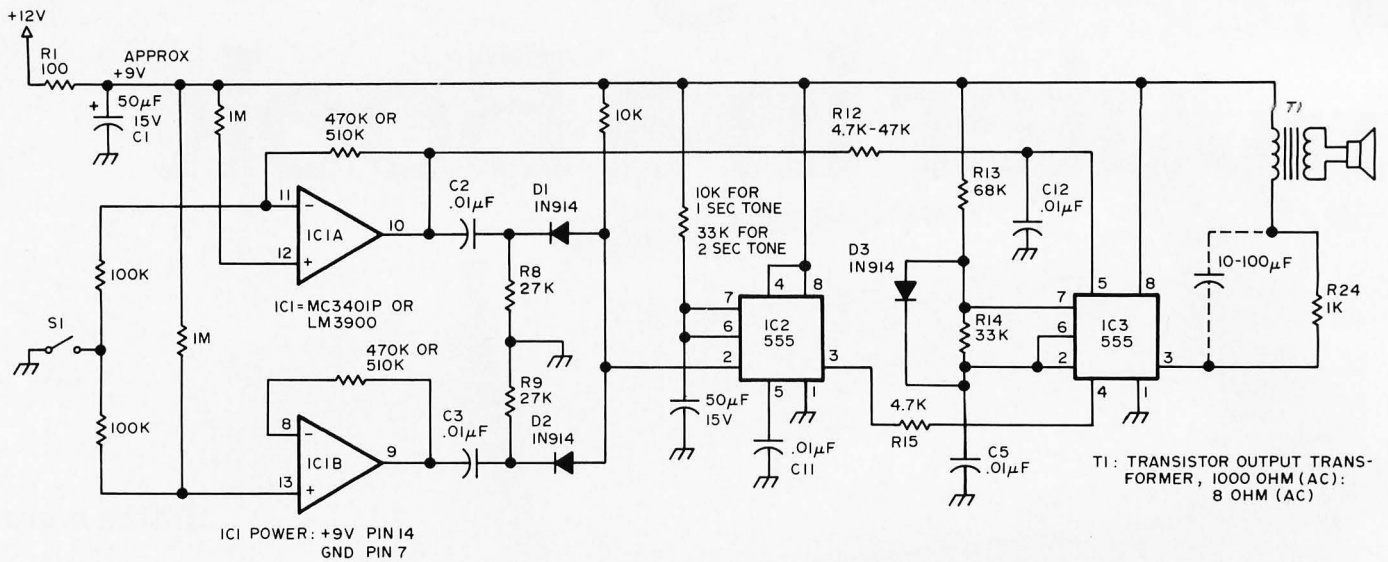 +12V
R1
100
APPROX
+9V
+
50µF
15V
C1
1M
470K OR
510K
10K
R12
4.7K-47K
T1
11
-
IC1A
10
12
+
C2
.01µF
D1
1N914
10K FOR
1 SEC TONE
33K FOR
2 SEC TONE
R13
68K
C12
.01µF
100K
IC1=MC3401P OR
LM3900
R8
27K
D3
1N914
10-100µF
R24
1K
S1
1M
7
4
8
6
IC2
555
2
3
5
1
7
5
8
R14
33K
6
IC3
555
2
3
4
1
470K OR
510K
R9
27K
100K
8
-
IC1B
9
13
+
C3
.01µF
D2
1N914
50µF
15V
.01µF
C11
4.7K
R15
C5
.01µF
T1: TRANSISTOR OUTPUT TRANS-
FORMER, 1000 OHM (AC):
8 OHM (AC)
IC1 POWER: +9V PIN 14
GND PIN 7